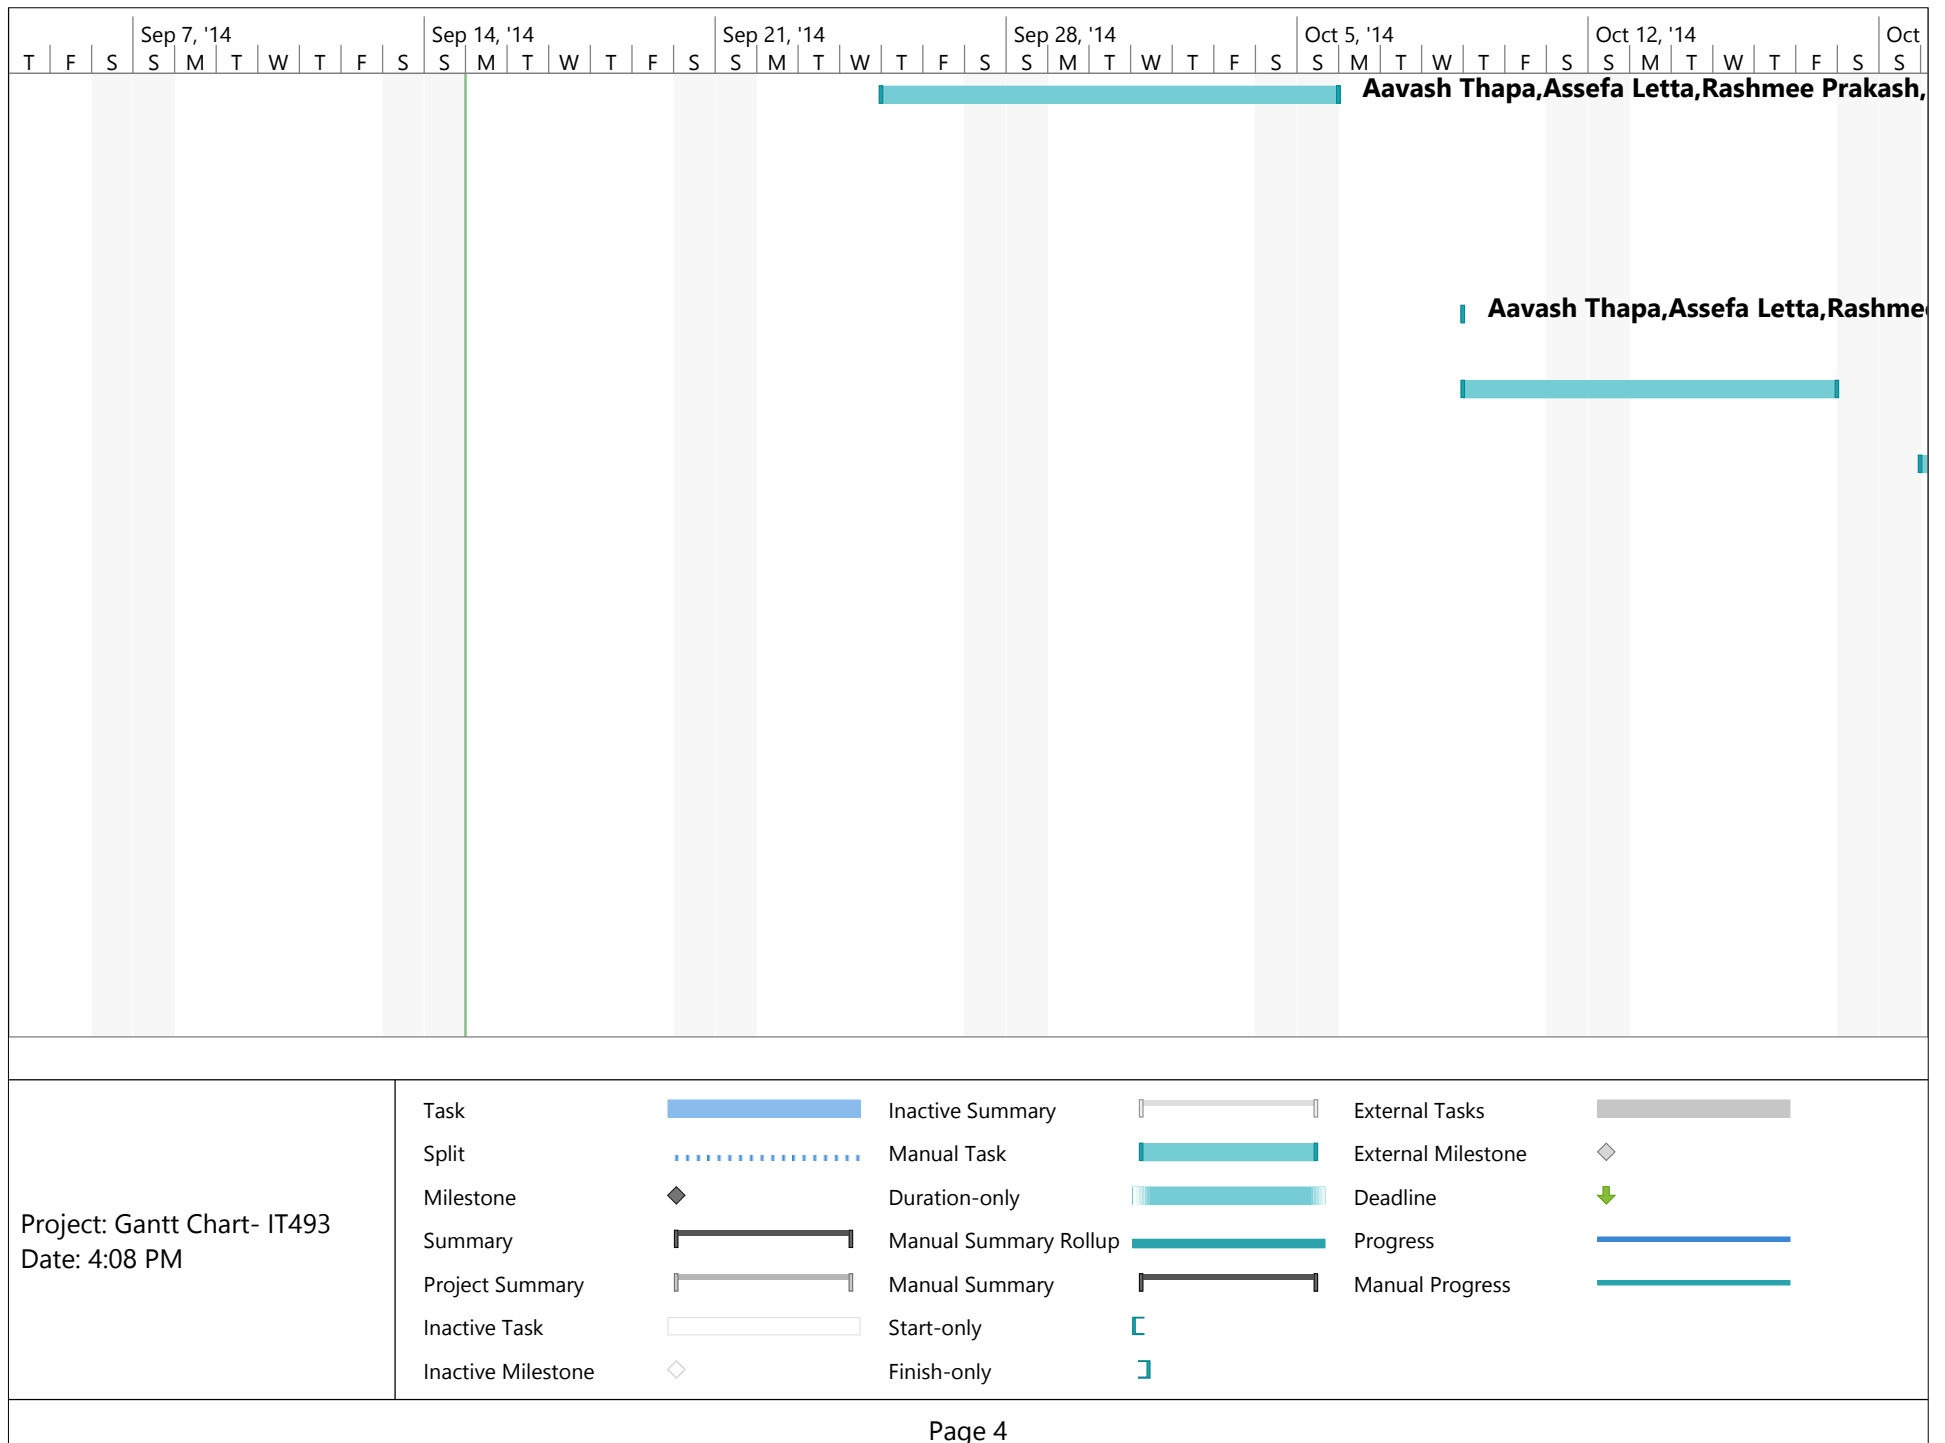 Sep 7, '14 Sep 14, '14 Sep 21, '14 Sep 28, '14 Oct 5, '14 Oct 12, '14 Oct
T F S S M T W T F S S M T W T F S S M T W T F S S M T W T F S S M T W T F S S M T W T F S S
Aavash Thapa,Assefa Letta,Rashmee Prakash,
Aavash Thapa,Assefa Letta,Rashmee
Project: Gantt Chart- IT493
Date: 4:08 PM
Task
Split
Milestone
Summary
Project Summary
Inactive Task
Inactive Milestone
Inactive Summary
Manual Task
Duration-only
Manual Summary Rollup
Manual Summary
Start-only
Finish-only
External Tasks
External Milestone
Deadline
Progress
Manual Progress
Page 4